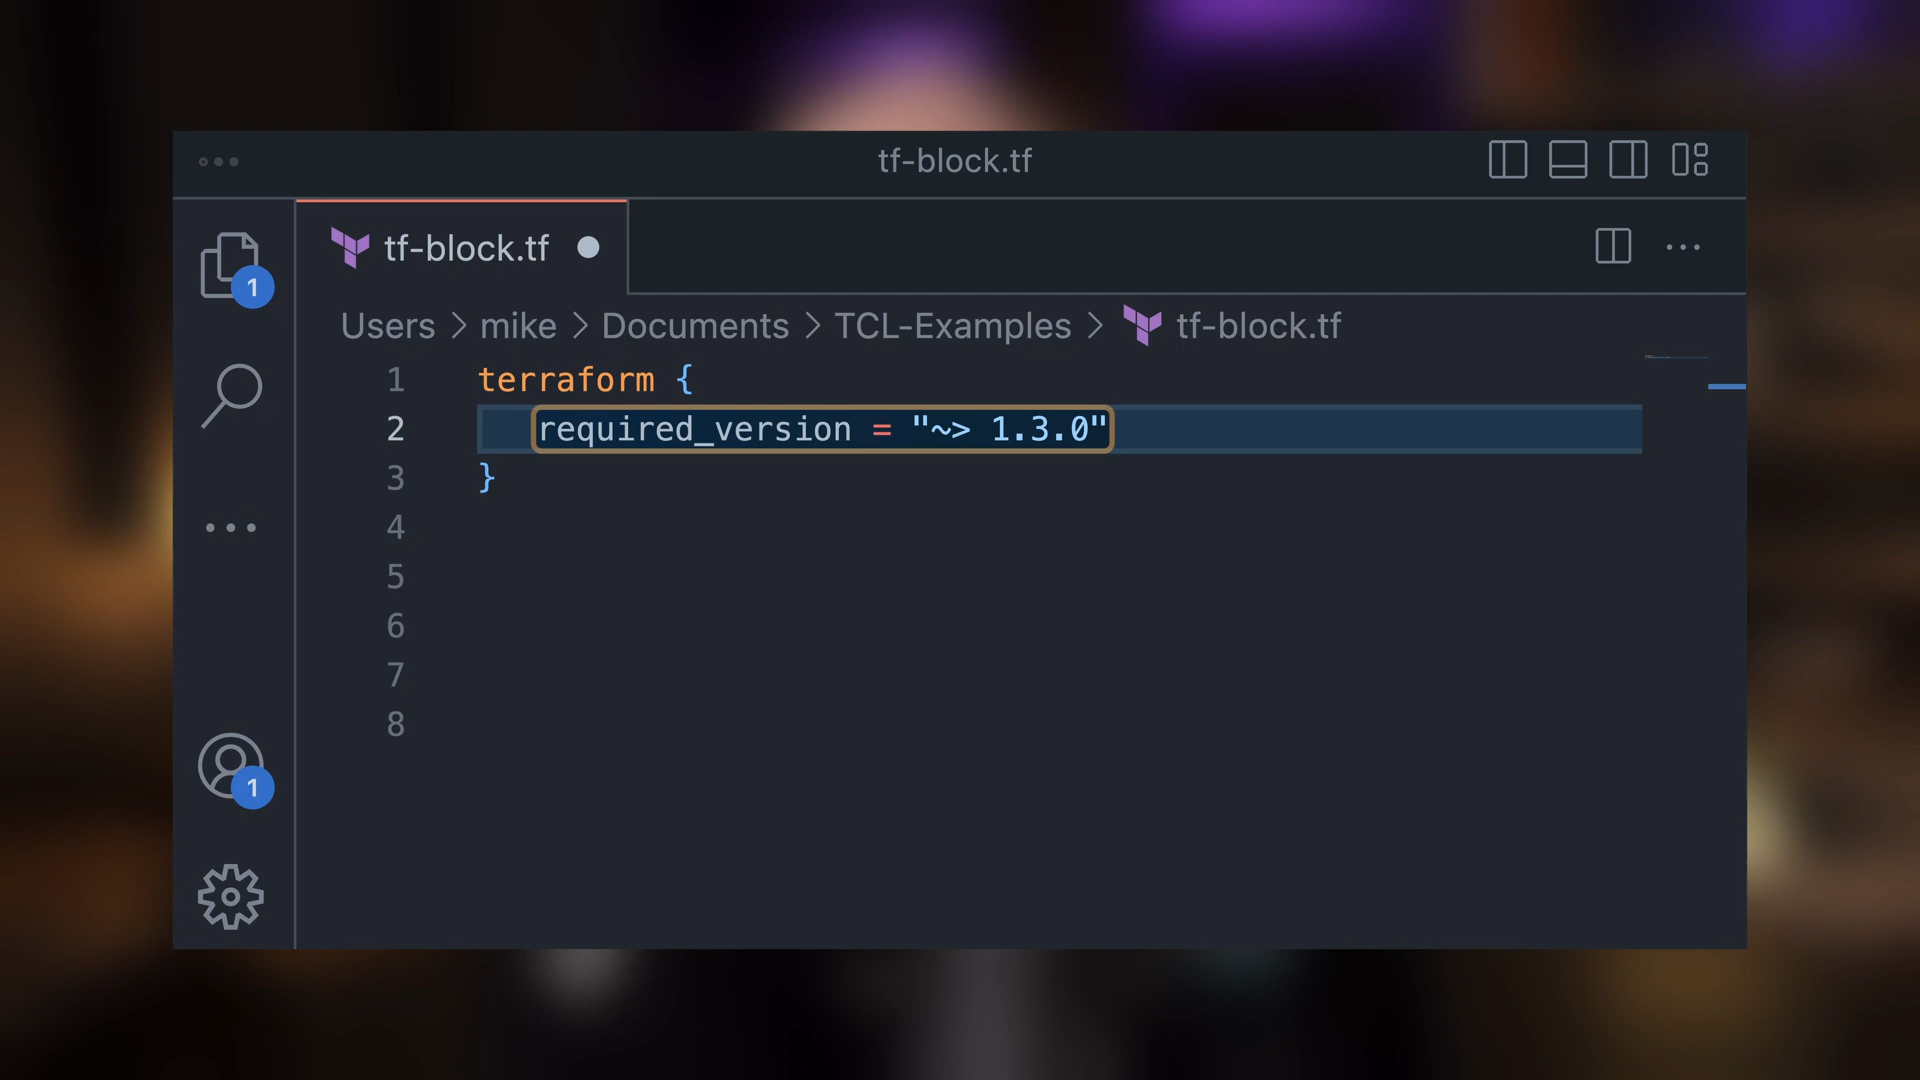 tf-block.tf
tf-block.tf
1
Users > mike > Documents > TCL-Examples > tf-block.tf
1 terraform {
2 required_version = "~> 1.3.0"
3 }
4
5
6
7
8
1